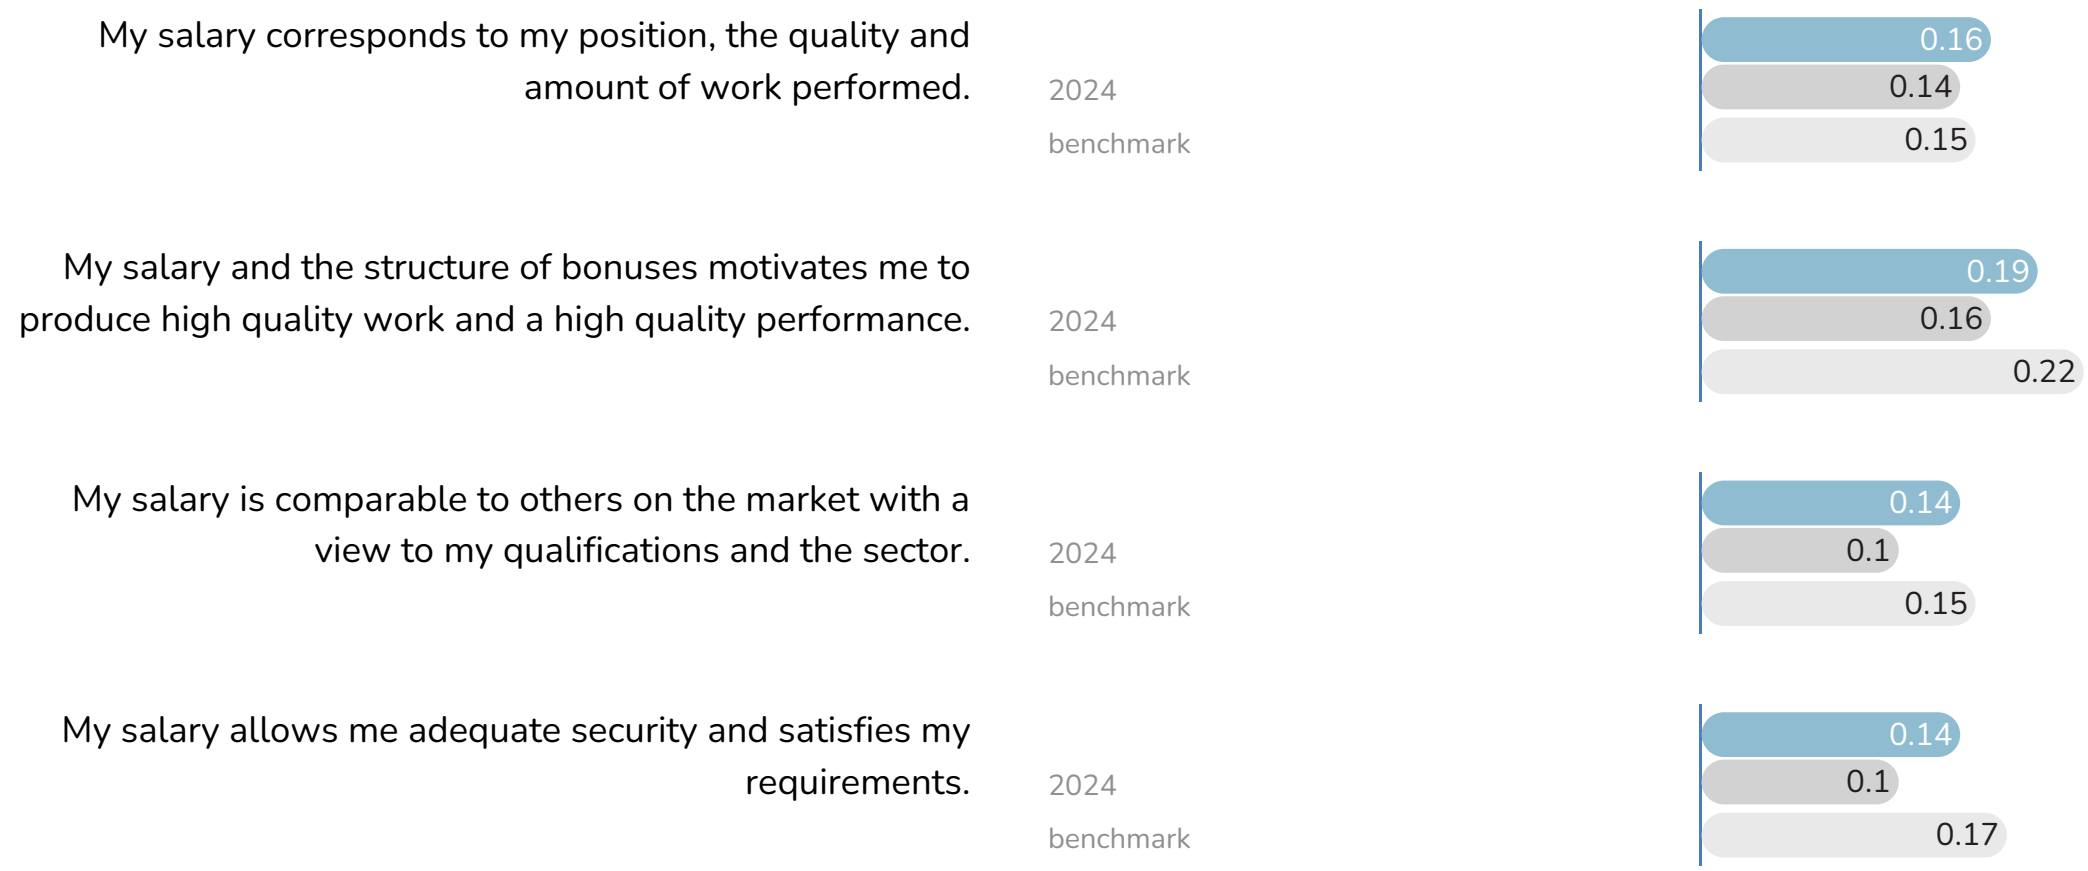 My salary corresponds to my position, the quality and
amount of work performed.
0.16
2024
0.14
benchmark
0.15
My salary and the structure of bonuses motivates me to
produce high quality work and a high quality performance.
0.19
2024
0.16
benchmark
0.22
My salary is comparable to others on the market with a
view to my qualifications and the sector.
0.14
2024
0.1
benchmark
0.15
My salary allows me adequate security and satisfies my
requirements.
0.14
2024
0.1
benchmark
0.17